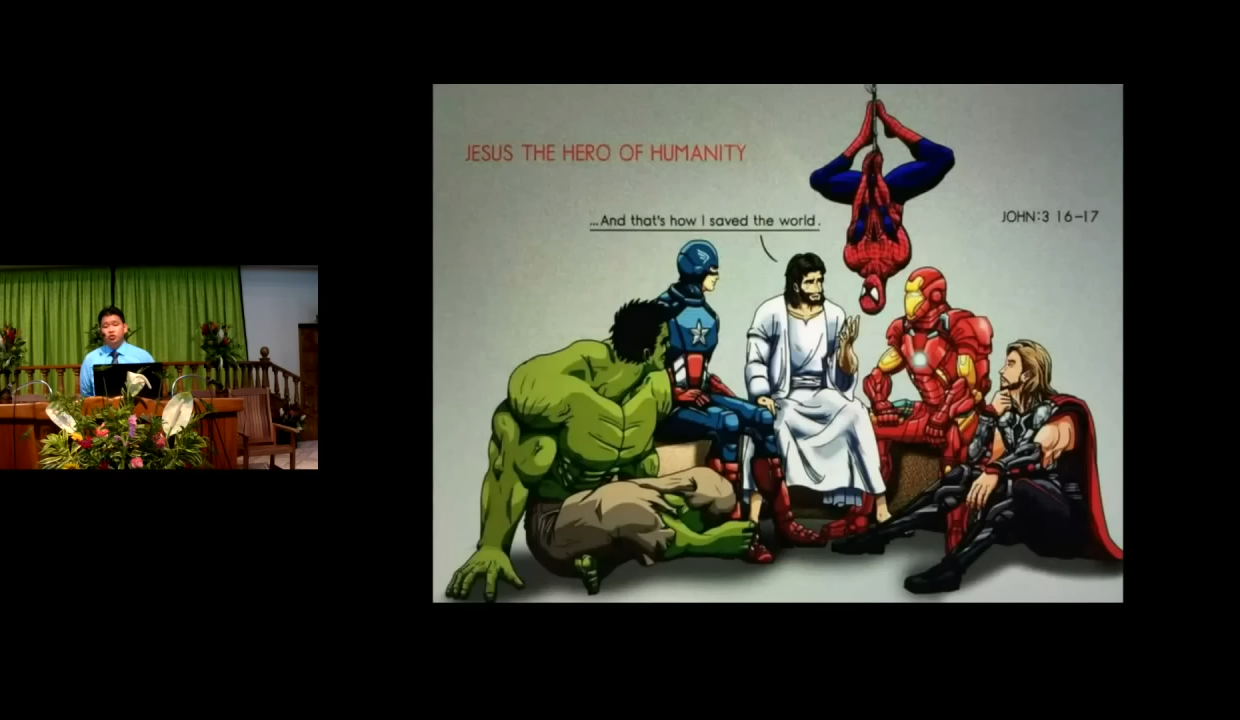 JESUS THE HERO OF HUMANITY
JOHN:3 16-17
...And that's how I saved the world.